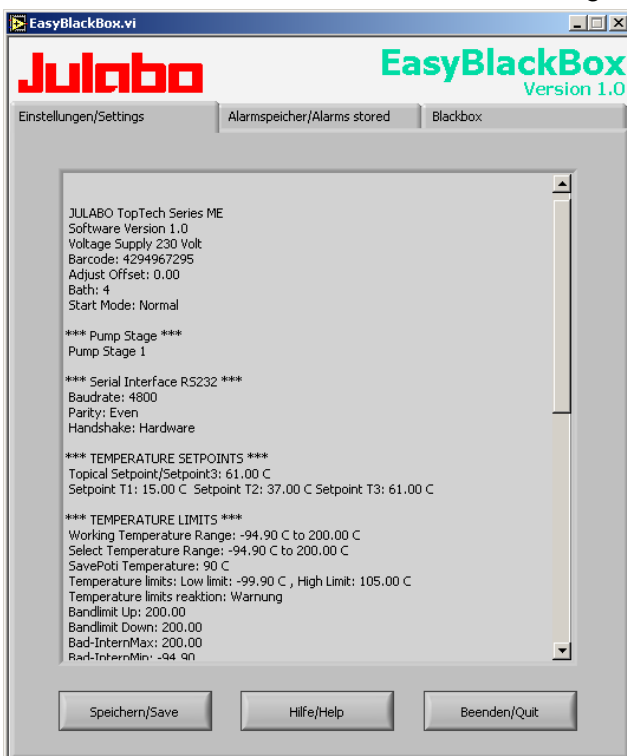 EasyBlackBox.vi
Julabo
EasyBlackBox
Version 1.0
Einstellungen/Settings
Alarmspeicher/Alarms stored
Blackbox
JULABO TopTech Series ME
Software Version 1.0
Voltage Supply 230 Volt
Barcode: 4294967295
Adjust Offset: 0.00
Bath: 4
Start Mode: Normal
*** Pump Stage ***
Pump Stage 1
*** Serial Interface RS232 ***
Baudrate: 4800
Parity: Even
Handshake: Hardware
*** TEMPERATURE SETPOINTS ***
Topical Setpoint/Setpoint3: 61.00 C
Setpoint T1: 15.00 C Setpoint T2: 37.00 C Setpoint T3: 61.00 C
*** TEMPERATURE LIMITS ***
Working Temperature Range: -94.90 C to 200.00 C
Select Temperature Range: -94.90 C to 200.00 C
SavePoti Temperature: 90 C
Temperature limits: Low limit: -99.90 C , High Limit: 105.00 C
Temperature limits reaktion: Warnung
Bandlimit Up: 200.00
Bandlimit Down: 200.00
Bad-InternMax: 200.00
Bad-InternMin: -94.90
Speichern/Save
Hilfe/Help
Beenden/Quit